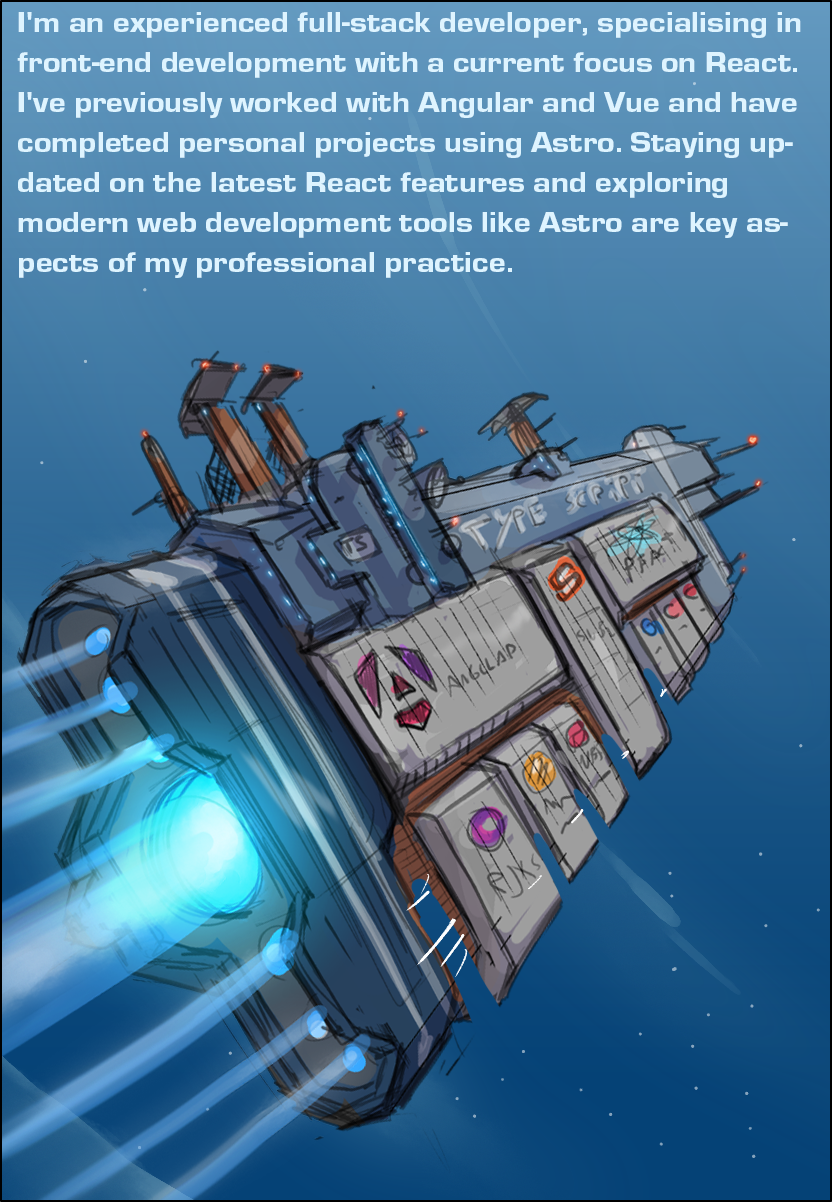 I'm an experienced full-stack developer, specialising in
front-end development with a current focus on React.
I've previously worked with Angular and Vue and have
completed personal projects using Astro. Staying up-
dated on the latest React features and exploring
modern web development tools like Astro are key as-
pects of my professional practice.
TYPE SCRIPT
TS
ANGULAR
RJXS